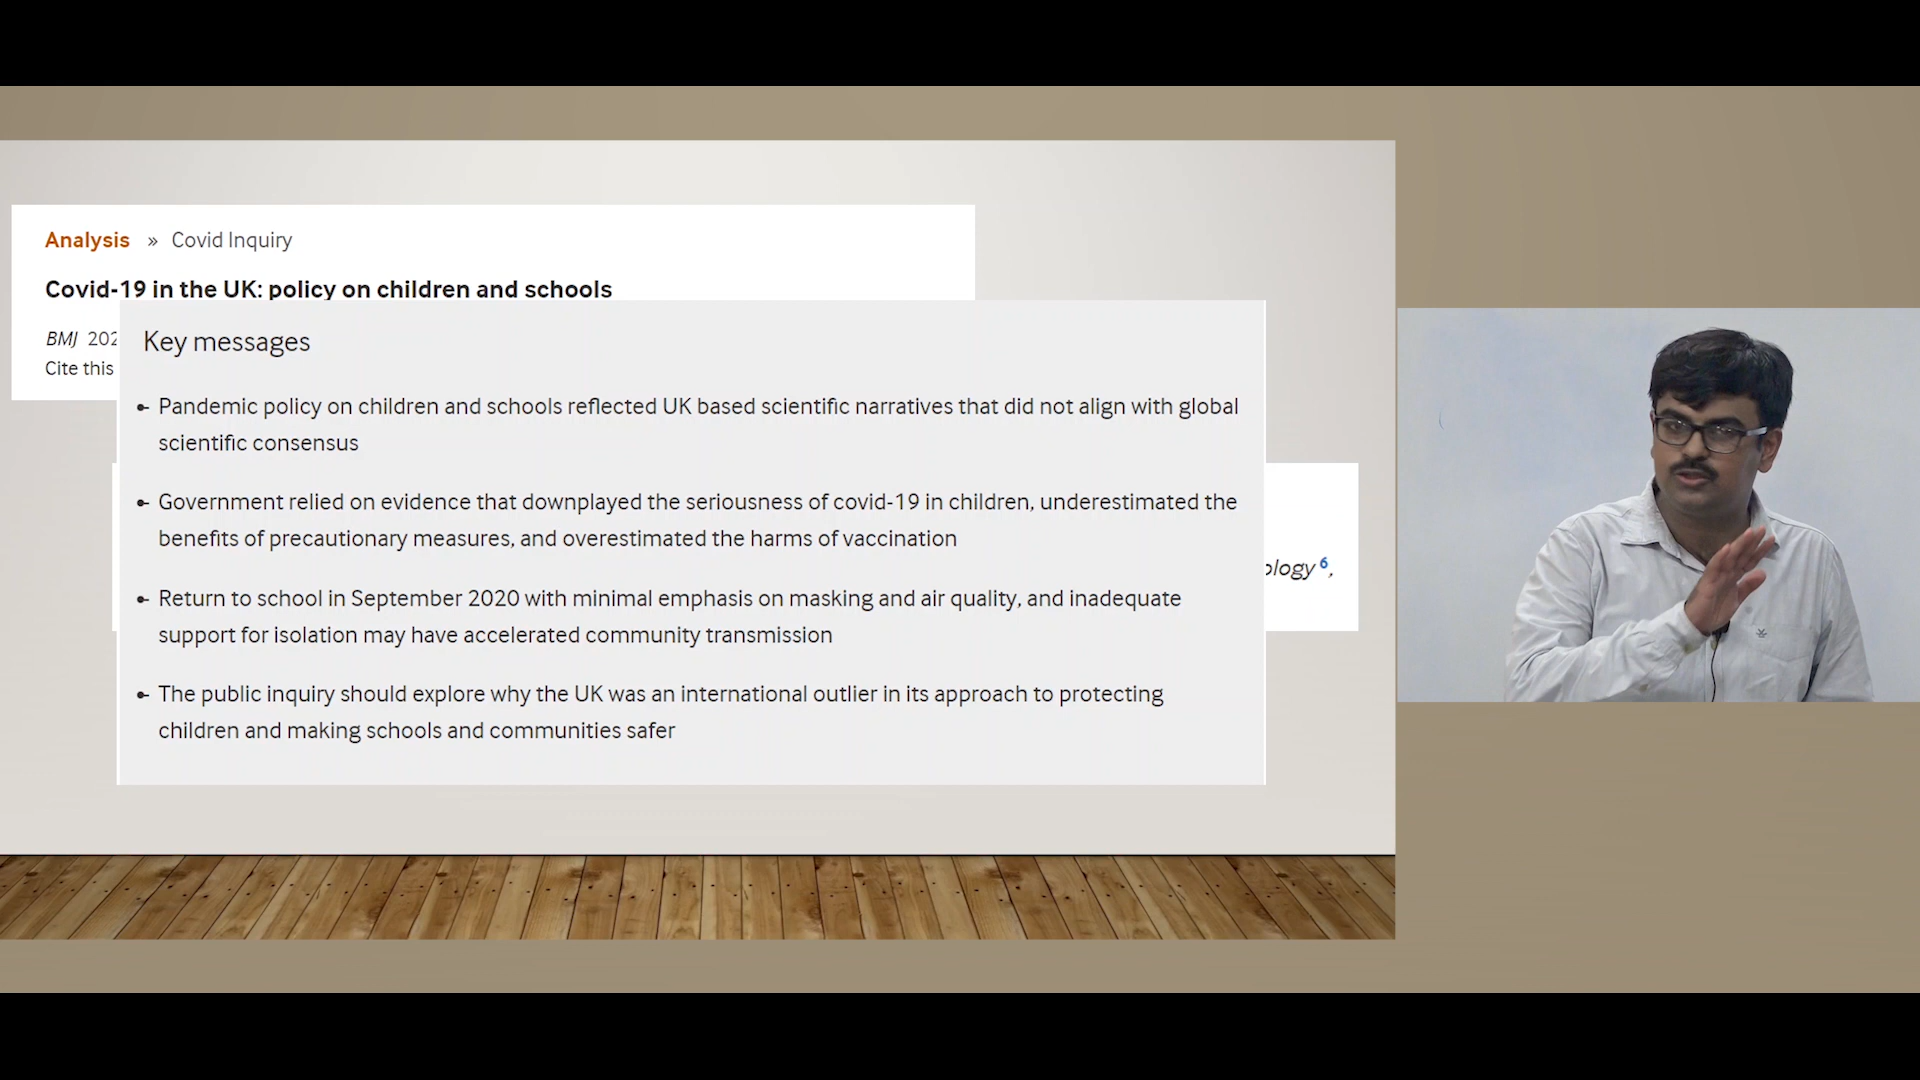 Analysis » Covid Inquiry
Covid-19 in the UK: policy on children and schools
BMJ 202
Cite this
Key messages
Pandemic policy on children and schools reflected UK based scientific narratives that did not align with global
scientific consensus
Government relied on evidence that downplayed the seriousness of covid-19 in children, underestimated the
benefits of precautionary measures, and overestimated the harms of vaccination
ology 6,
Return to school in September 2020 with minimal emphasis on masking and air quality, and inadequate
support for isolation may have accelerated community transmission
The public inquiry should explore why the UK was an international outlier in its approach to protecting
children and making schools and communities safer